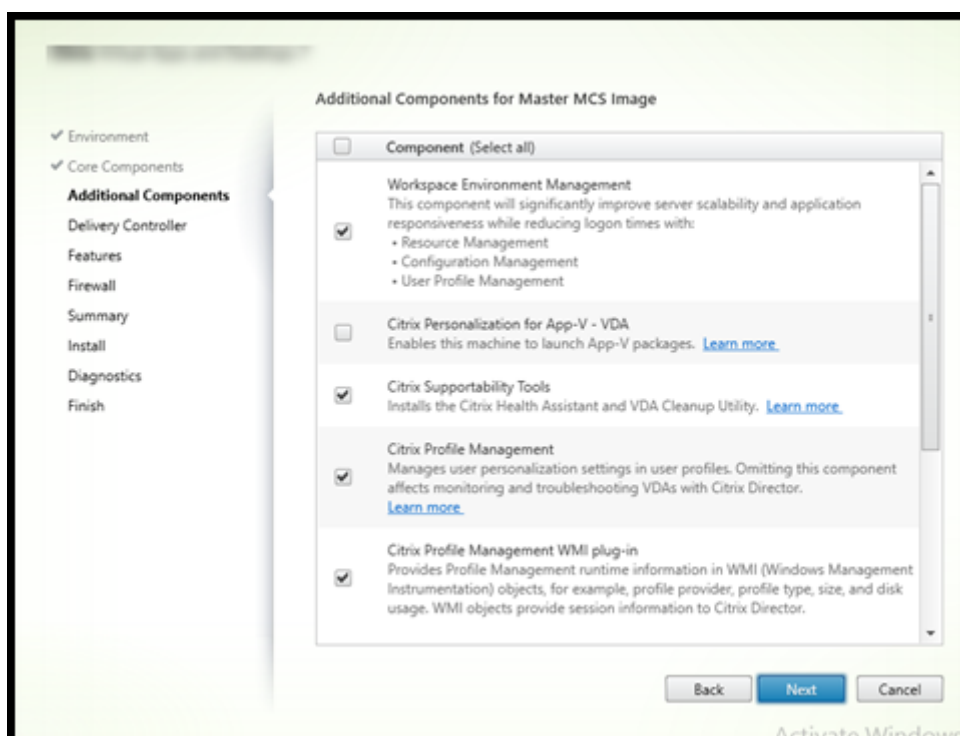 Additional Components for Master MCS Image
Environment
Core Components
Additional Components
Delivery Controller
Features
Firewall
Summary
Install
Diagnostics
Finish
Component (Select all)
Workspace Environment Management
This component will significantly improve server scalability and application
responsiveness while reducing logon times with:
• Resource Management
• Configuration Management
• User Profile Management
Citrix Personalization for App-V - VDA
Enables this machine to launch App-V packages. Learn more
Citrix Supportability Tools
Installs the Citrix Health Assistant and VDA Cleanup Utility. Learn more
Citrix Profile Management
Manages user personalization settings in user profiles. Omitting this component
affects monitoring and troubleshooting VDAs with Citrix Director.
Learn more
Citrix Profile Management WMI plug-in
Provides Profile Management runtime information in WMI (Windows Management
Instrumentation) objects, for example, profile provider, profile type, size, and disk
usage. WMI objects provide session information to Citrix Director.
Back Next Cancel
Activate Windows